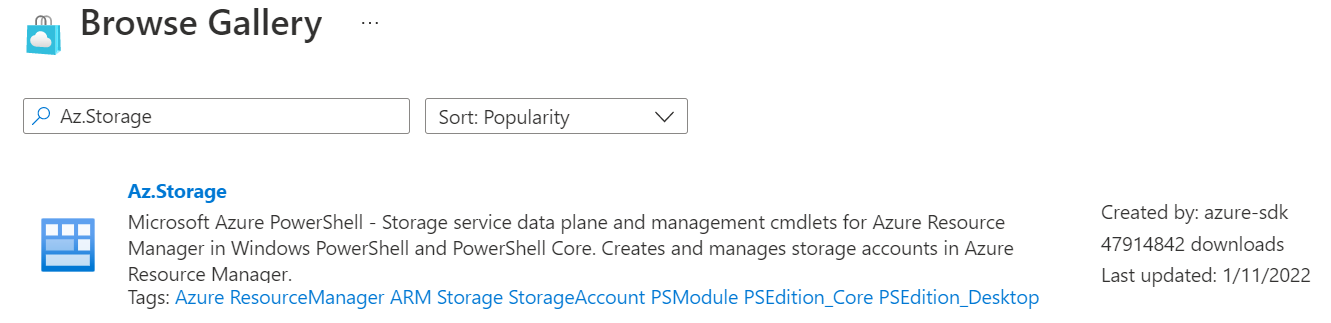 Browse Gallery ...
Az.Storage
Sort: Popularity
Az.Storage
Microsoft Azure PowerShell - Storage service data plane and management cmdlets for Azure Resource
Manager in Windows PowerShell and PowerShell Core. Creates and manages storage accounts in Azure
Resource Manager.
Tags: Azure ResourceManager ARM Storage StorageAccount PSModule PSEdition_Core PSEdition_Desktop
Created by: azure-sdk
47914842 downloads
Last updated: 1/11/2022